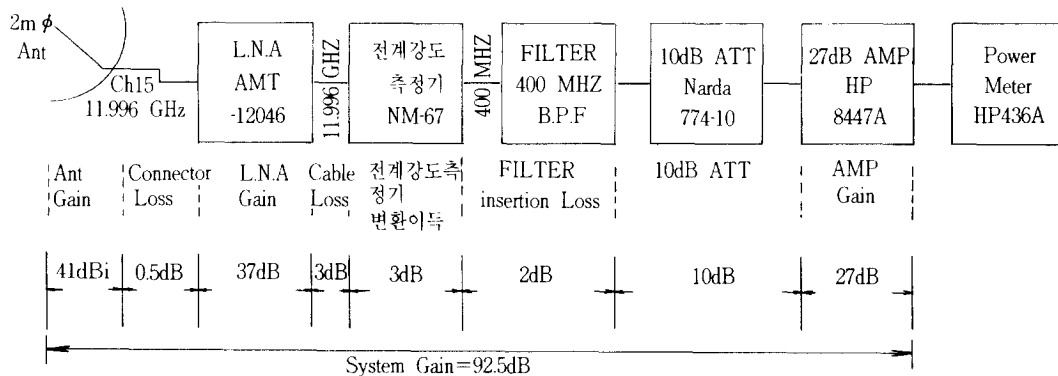 2m ϕ
Ant
Ch15
11.996 GHz
L.N.A
AMT
-12046
11.996 GHZ
전계강도
측정기
NM-67
400 MHZ
FILTER
400 MHZ
B.P.F
10dB ATT
Narda
774-10
27dB AMP
HP
8447A
Power
Meter
HP436A
Ant
Gain
Connector
Loss
L.N.A
Gain
Cable
Loss
전계강도측
정기
변환이득
FILTER
insertion Loss
10dB ATT
AMP
Gain
41dBi
0.5dB
37dB
3dB
3dB
2dB
10dB
27dB
System Gain=92.5dB